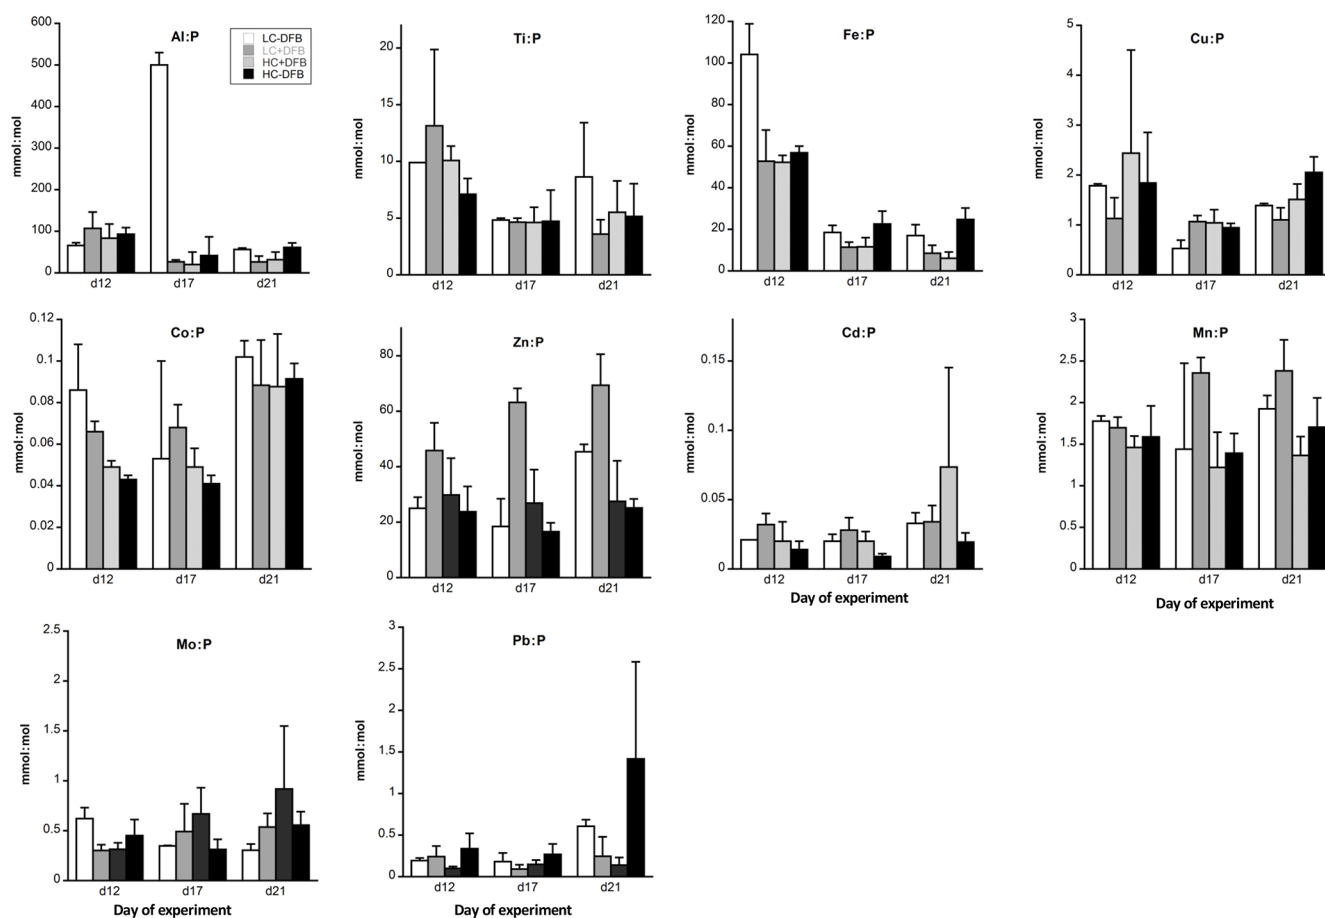 Al:P
600
500
400
300
200
100
0
mmol:mol
d12
d17
d21
LC-DFB
LC+DFB
HC+DFB
HC-DFB
Ti:P
20
15
10
5
0
mmol:mol
d12
d17
d21
Fe:P
120
100
80
60
40
20
0
mmol:mol
d12
d17
d21
Cu:P
5
4
3
2
1
0
mmol:mol
d12
d17
d21
Co:P
0.12
0.1
0.08
0.06
0.04
0.02
0
mmol:mol
d12
d17
d21
Zn:P
80
60
40
20
0
mmol:mol
d12
d17
d21
Cd:P
0.15
0.1
0.05
0
mmol:mol
d12
d17
d21
Day of experiment
Mn:P
3
2.5
2
1.5
1
0.5
0
mmol:mol
d12
d17
d21
Day of experiment
Mo:P
2.5
2
1.5
1
0.5
0
mmol:mol
d12
d17
d21
Day of experiment
Pb:P
3
2.5
2
1.5
1
0.5
0
mmol:mol
d12
d17
d21
Day of experiment